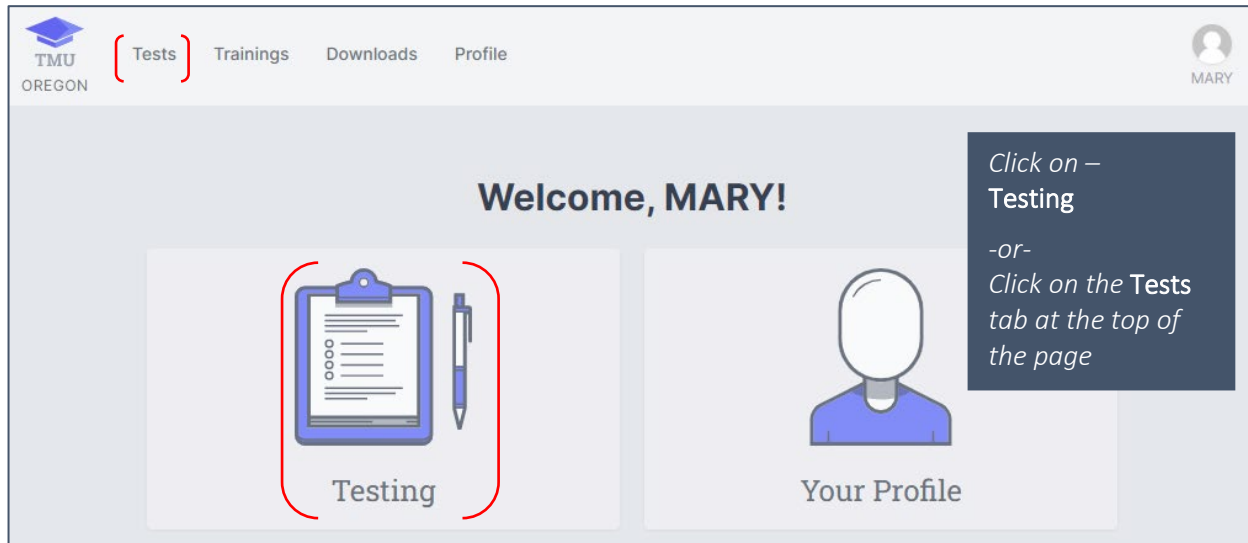 TMU
OREGON
Tests Trainings Downloads Profile
MARY
Welcome, MARY!
Click on –
Testing
-or-
Click on the Tests
tab at the top of
the page
Testing
Your Profile